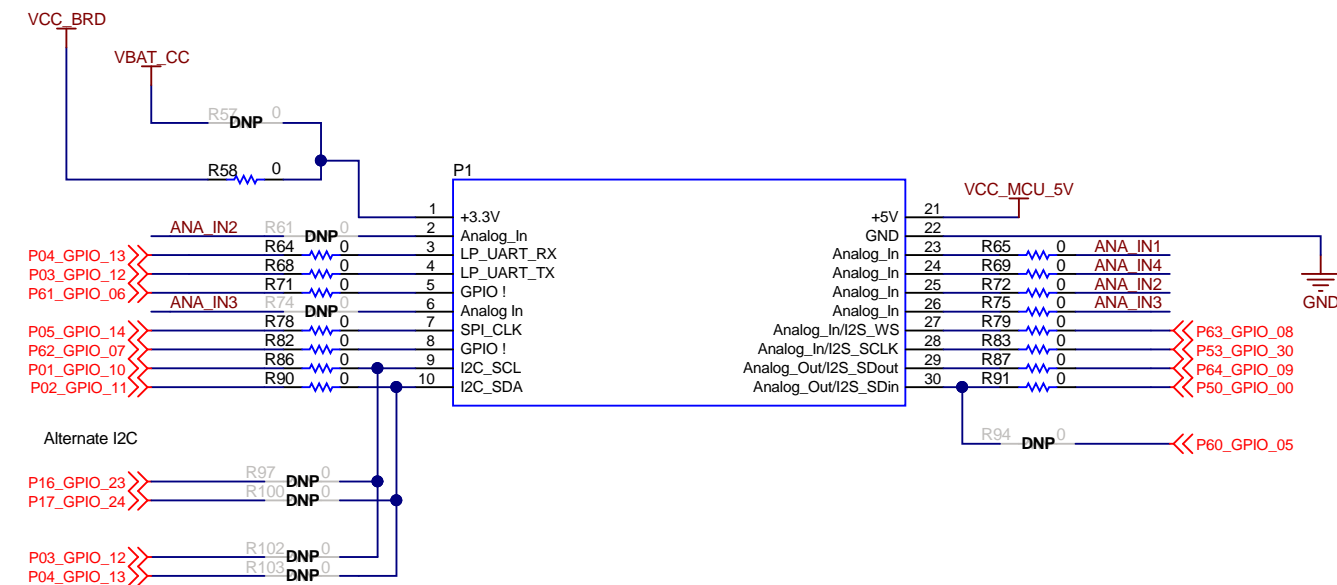 VCC_BRD
VBAT_CC
R57 DNP 0
R58 0
P1
VCC_MCU_5V
1 +3.3V
+5V 21
ANA_IN2 R61 DNP 0 2 Analog_In
GND 22
P04_GPIO_13 R64 0 3 LP_UART_RX
Analog_In 23 R65 0 ANA_IN1
P03_GPIO_12 R68 0 4 LP_UART_TX
Analog_In 24 R69 0 ANA_IN4
P61_GPIO_06 R71 0 5 GPIO !
Analog_In 25 R72 0 ANA_IN2
ANA_IN3 R74 DNP 0 6 Analog In
Analog_In 26 R75 0 ANA_IN3
GND
P05_GPIO_14 R78 0 7 SPI_CLK
Analog_In/I2S_WS 27 R79 0 P63_GPIO_08
P62_GPIO_07 R82 0 8 GPIO !
Analog_In/I2S_SCLK 28 R83 0 P53_GPIO_30
P01_GPIO_10 R86 0 9 I2C_SCL
Analog_Out/I2S_SDout 29 R87 0 P64_GPIO_09
P02_GPIO_11 R90 0 10 I2C_SDA
Analog_Out/I2S_SDin 30 R91 0 P50_GPIO_00
Alternate I2C
R94 DNP 0 P60_GPIO_05
P16_GPIO_23 R97 DNP 0
P17_GPIO_24 R100 DNP 0
P03_GPIO_12 R102 DNP 0
P04_GPIO_13 R103 DNP 0